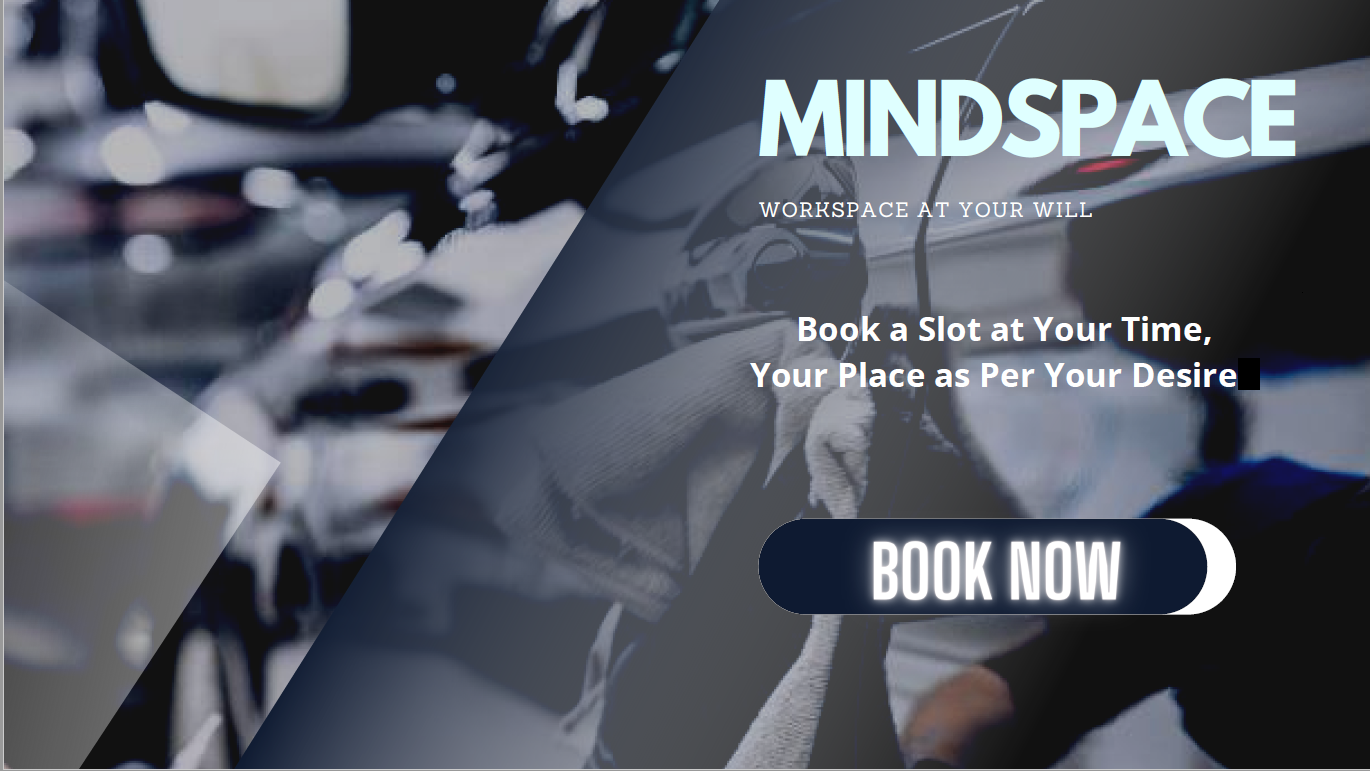 MINDSPACE
WORKSPACE AT YOUR WILL
Book a Slot at Your Time,
Your Place as Per Your Desire
BOOK NOW